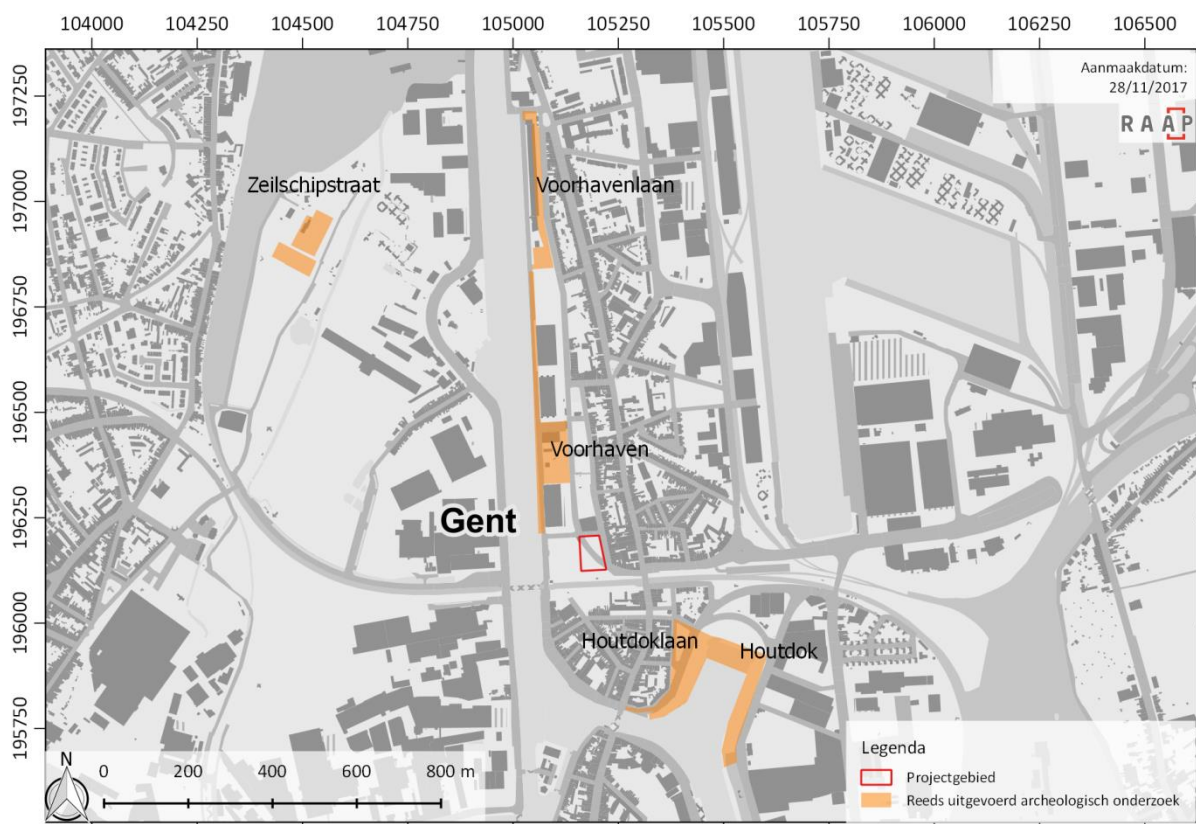 104000 104250 104500 104750 105000 105250 105500 105750 106000 106250 106500
197250
197000
196750
196500
196250
196000
195750
Aanmaakdatum:
28/11/2017
RAAP
Zeilschipstraat
Voorhavenlaan
Voorhaven
Gent
Houtdoklaan
Houtdok
N
0 200 400 600 800 m
Legenda
Projectgebied
Reeds uitgevoerd archeologisch onderzoek